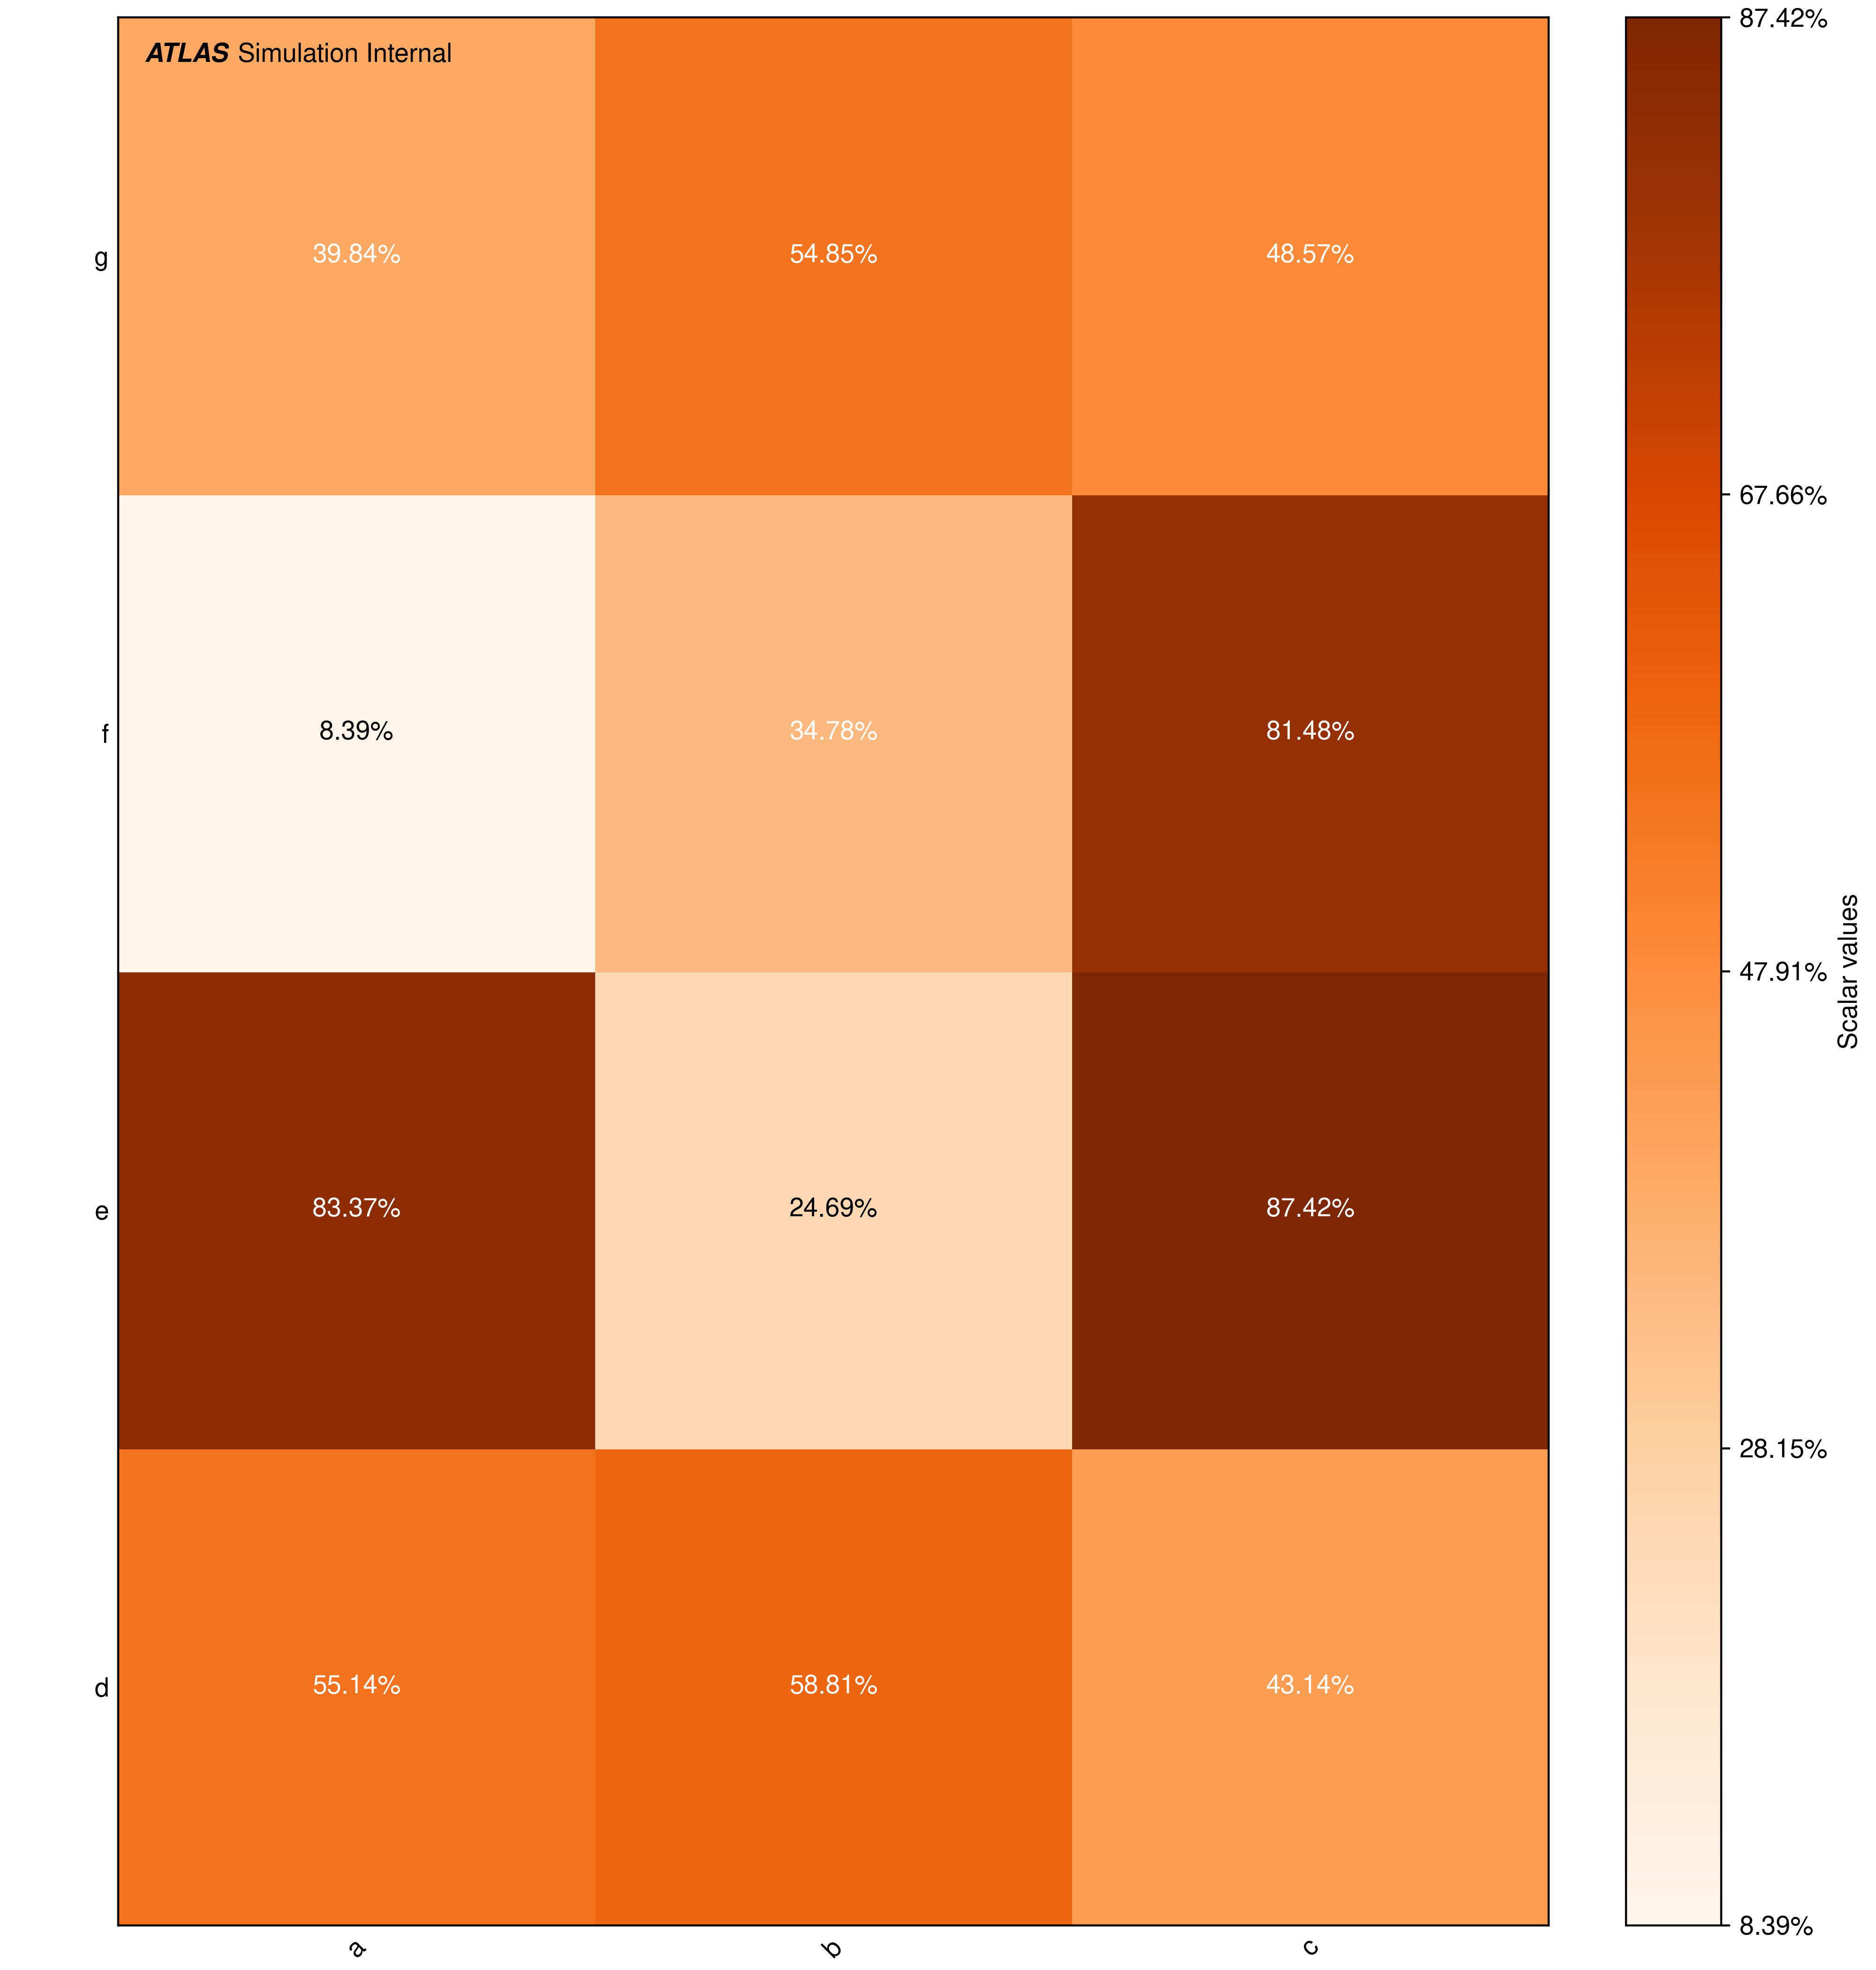 ATLAS Simulation Internal
g
39.84%
54.85%
48.57%
f
8.39%
34.78%
81.48%
e
83.37%
24.69%
87.42%
d
55.14%
58.81%
43.14%
a
b
c
87.42%
67.66%
47.91%
28.15%
8.39%
Scalar values